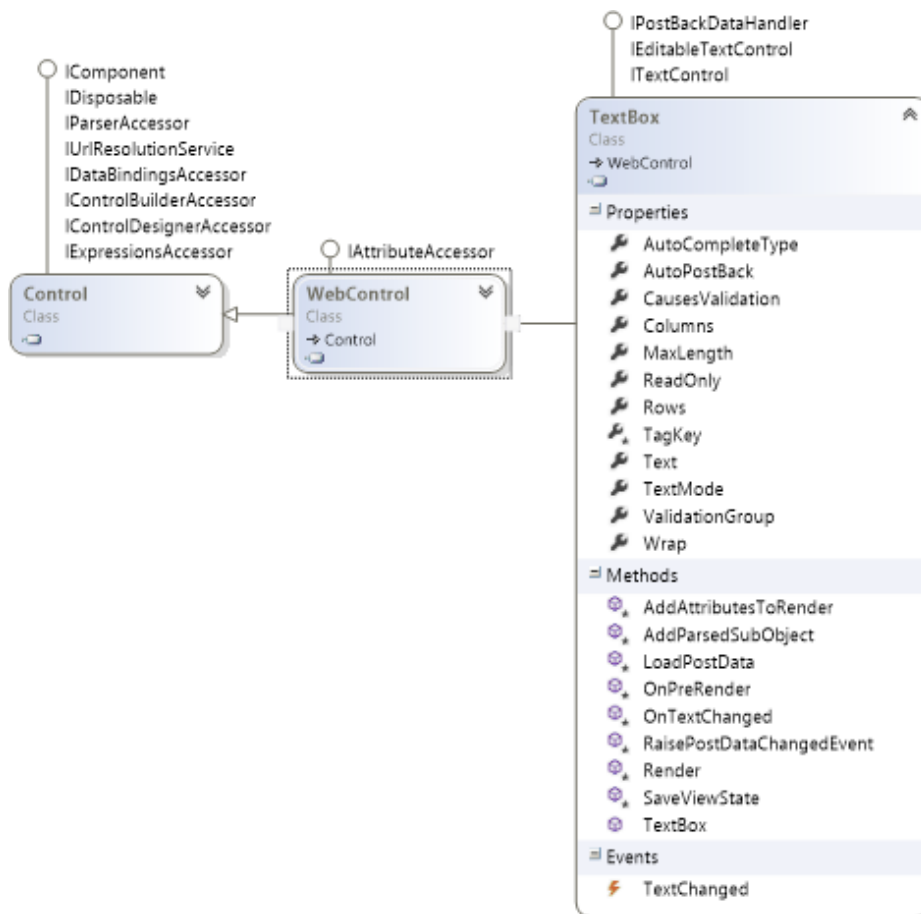 IComponent
IDisposable
IParserAccessor
IUrlResolutionService
IDataBindingsAccessor
IControlBuilderAccessor
IControlDesignerAccessor
IExpressionsAccessor
Control
Class
IAttributeAccessor
WebControl
Class
Control
IPostBackDataHandler
IEditableTextControl
ITextControl
TextBox
Class
WebControl
Properties
AutoCompleteType
AutoPostBack
CausesValidation
Columns
MaxLength
ReadOnly
Rows
TagKey
Text
TextMode
ValidationGroup
Wrap
Methods
AddAttributesToRender
AddParsedSubObject
LoadPostData
OnPreRender
OnTextChanged
RaisePostDataChangedEvent
Render
SaveViewState
TextBox
Events
TextChanged